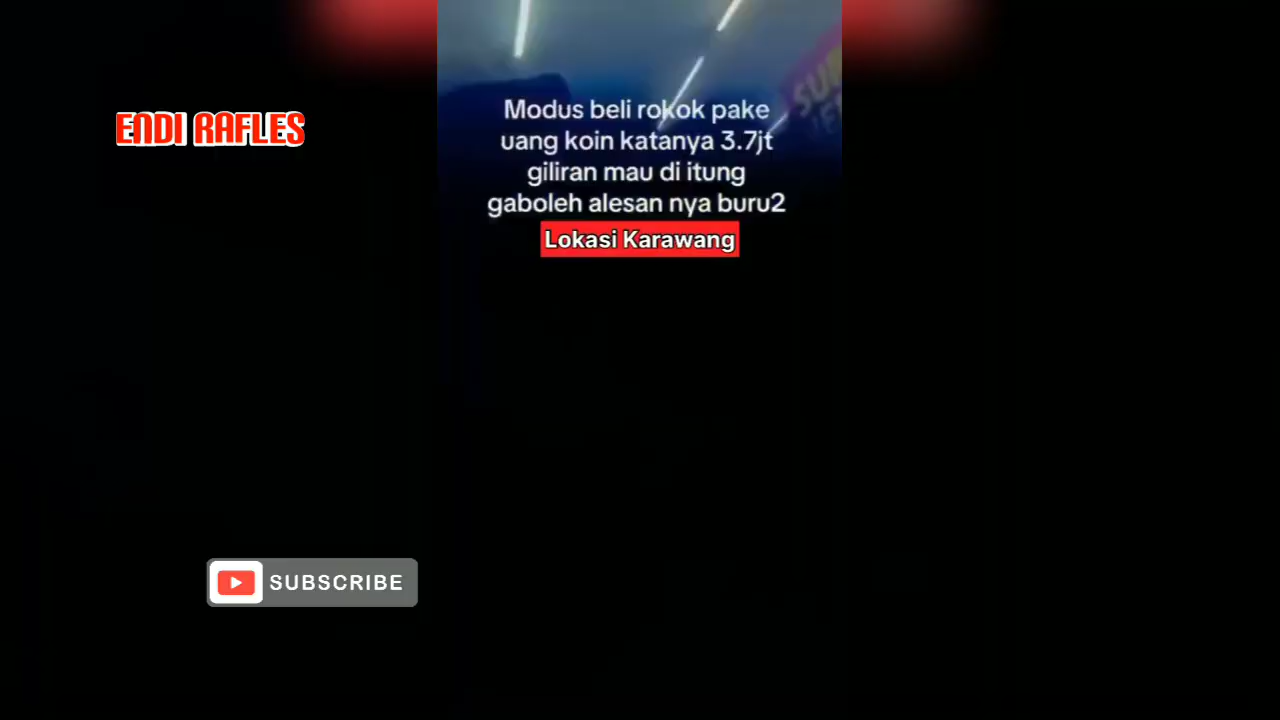 ENDI RAFLES
Modus beli rokok pake
uang koin katanya 3.7jt
giliran mau di itung
gaboleh alesan nya buru2
Lokasi Karawang
SUBSCRIBE